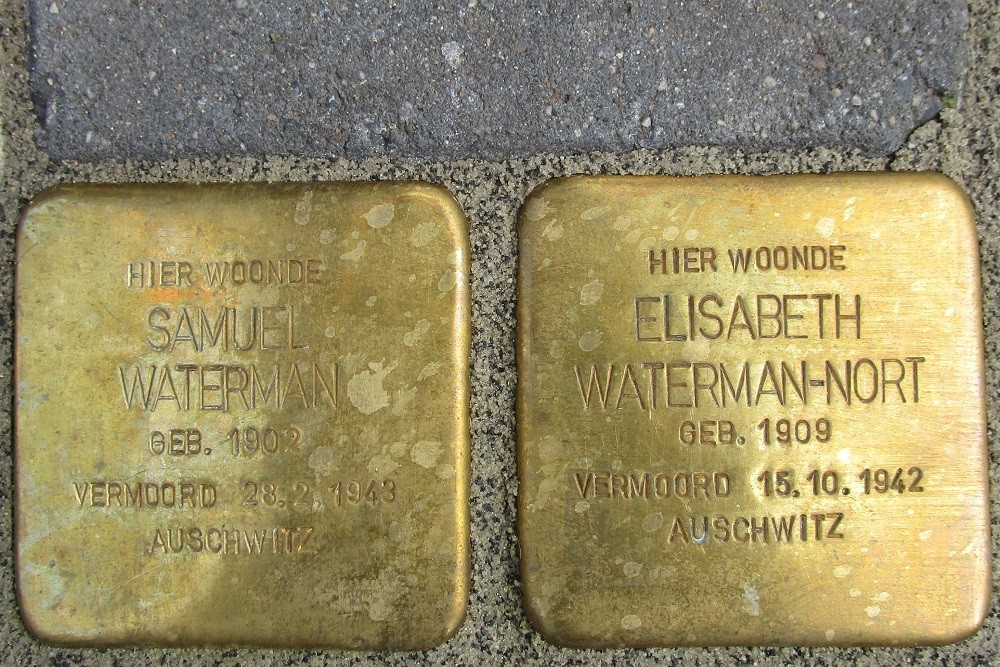 HIER WOONDE
SAMUEL
WATERMAN
GEB. 1902
VERMOORD 28.2.1943
AUSCHWITZ
HIER WOONDE
ELISABETH
WATERMAN-NORT
GEB. 1909
VERMOORD 15.10.1942
AUSCHWITZ